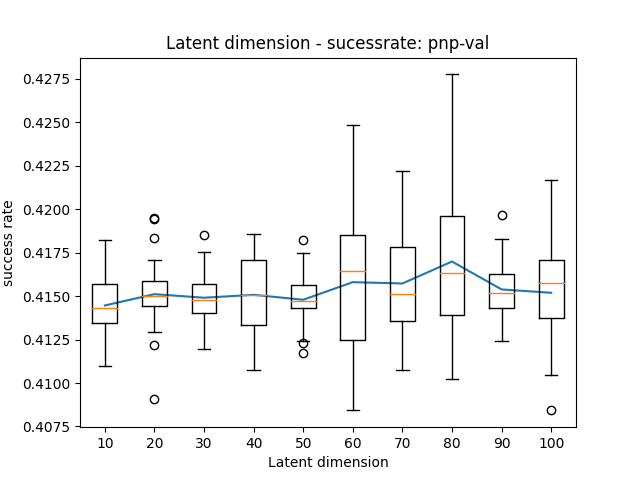 Latent dimension - sucessrate: pnp-val
0.4275
0.4250
0.4225
0.4200
0.4175
0.4150
0.4125
0.4100
0.4075
success rate
10 20 30 40 50 60 70 80 90 100
Latent dimension